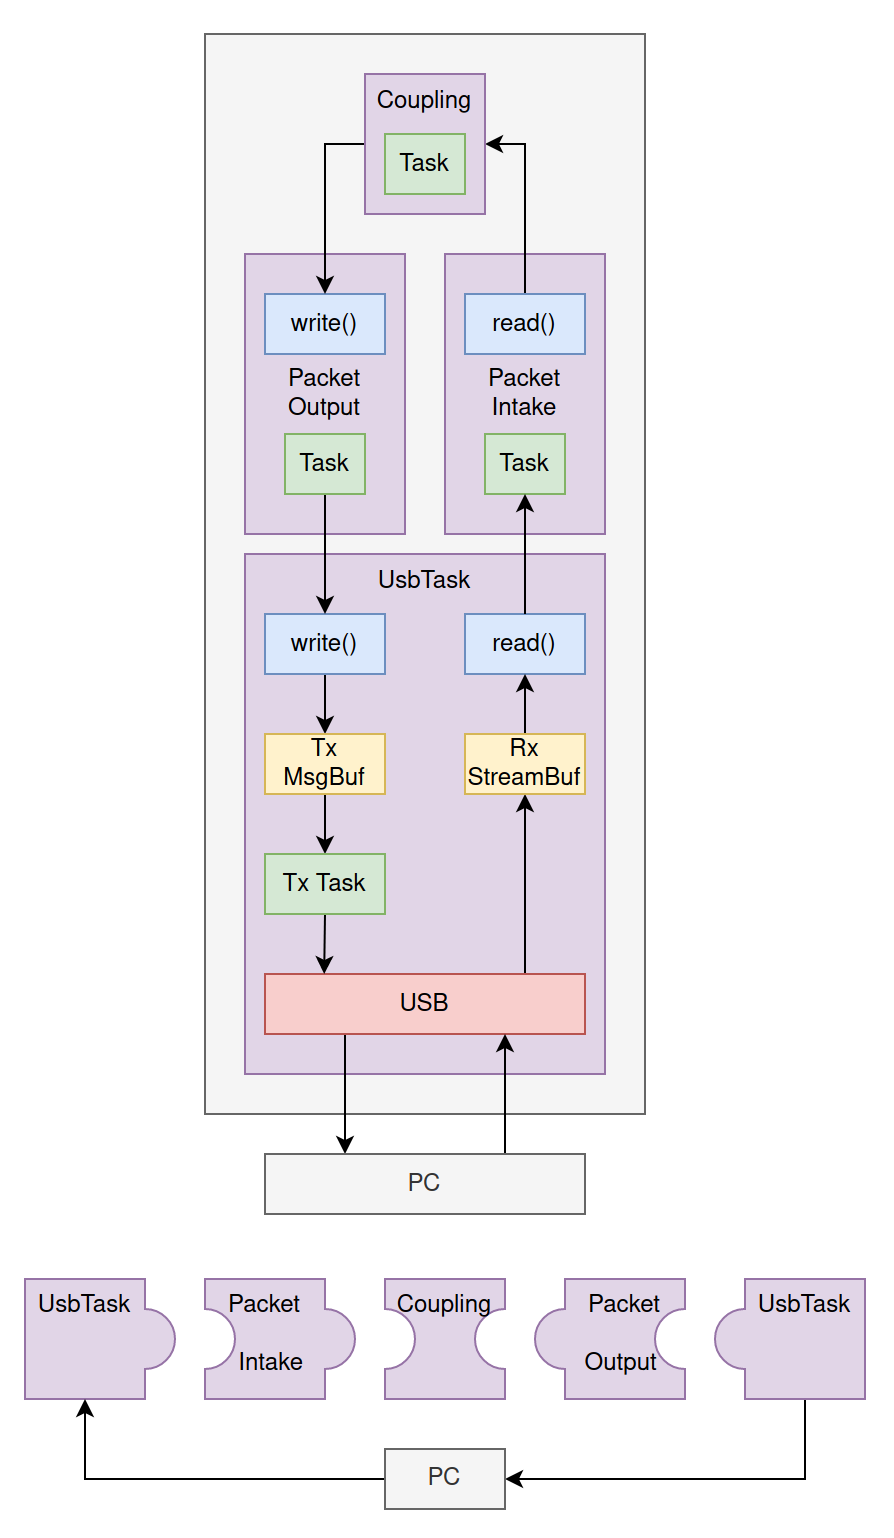 Coupling
Task
write()
read()
Packet
Output
Packet
Intake
Task
Task
UsbTask
write()
read()
Tx
MsgBuf
Rx
StreamBuf
Tx Task
USB
PC
UsbTask
Packet
Intake
Coupling
Packet
Output
UsbTask
PC